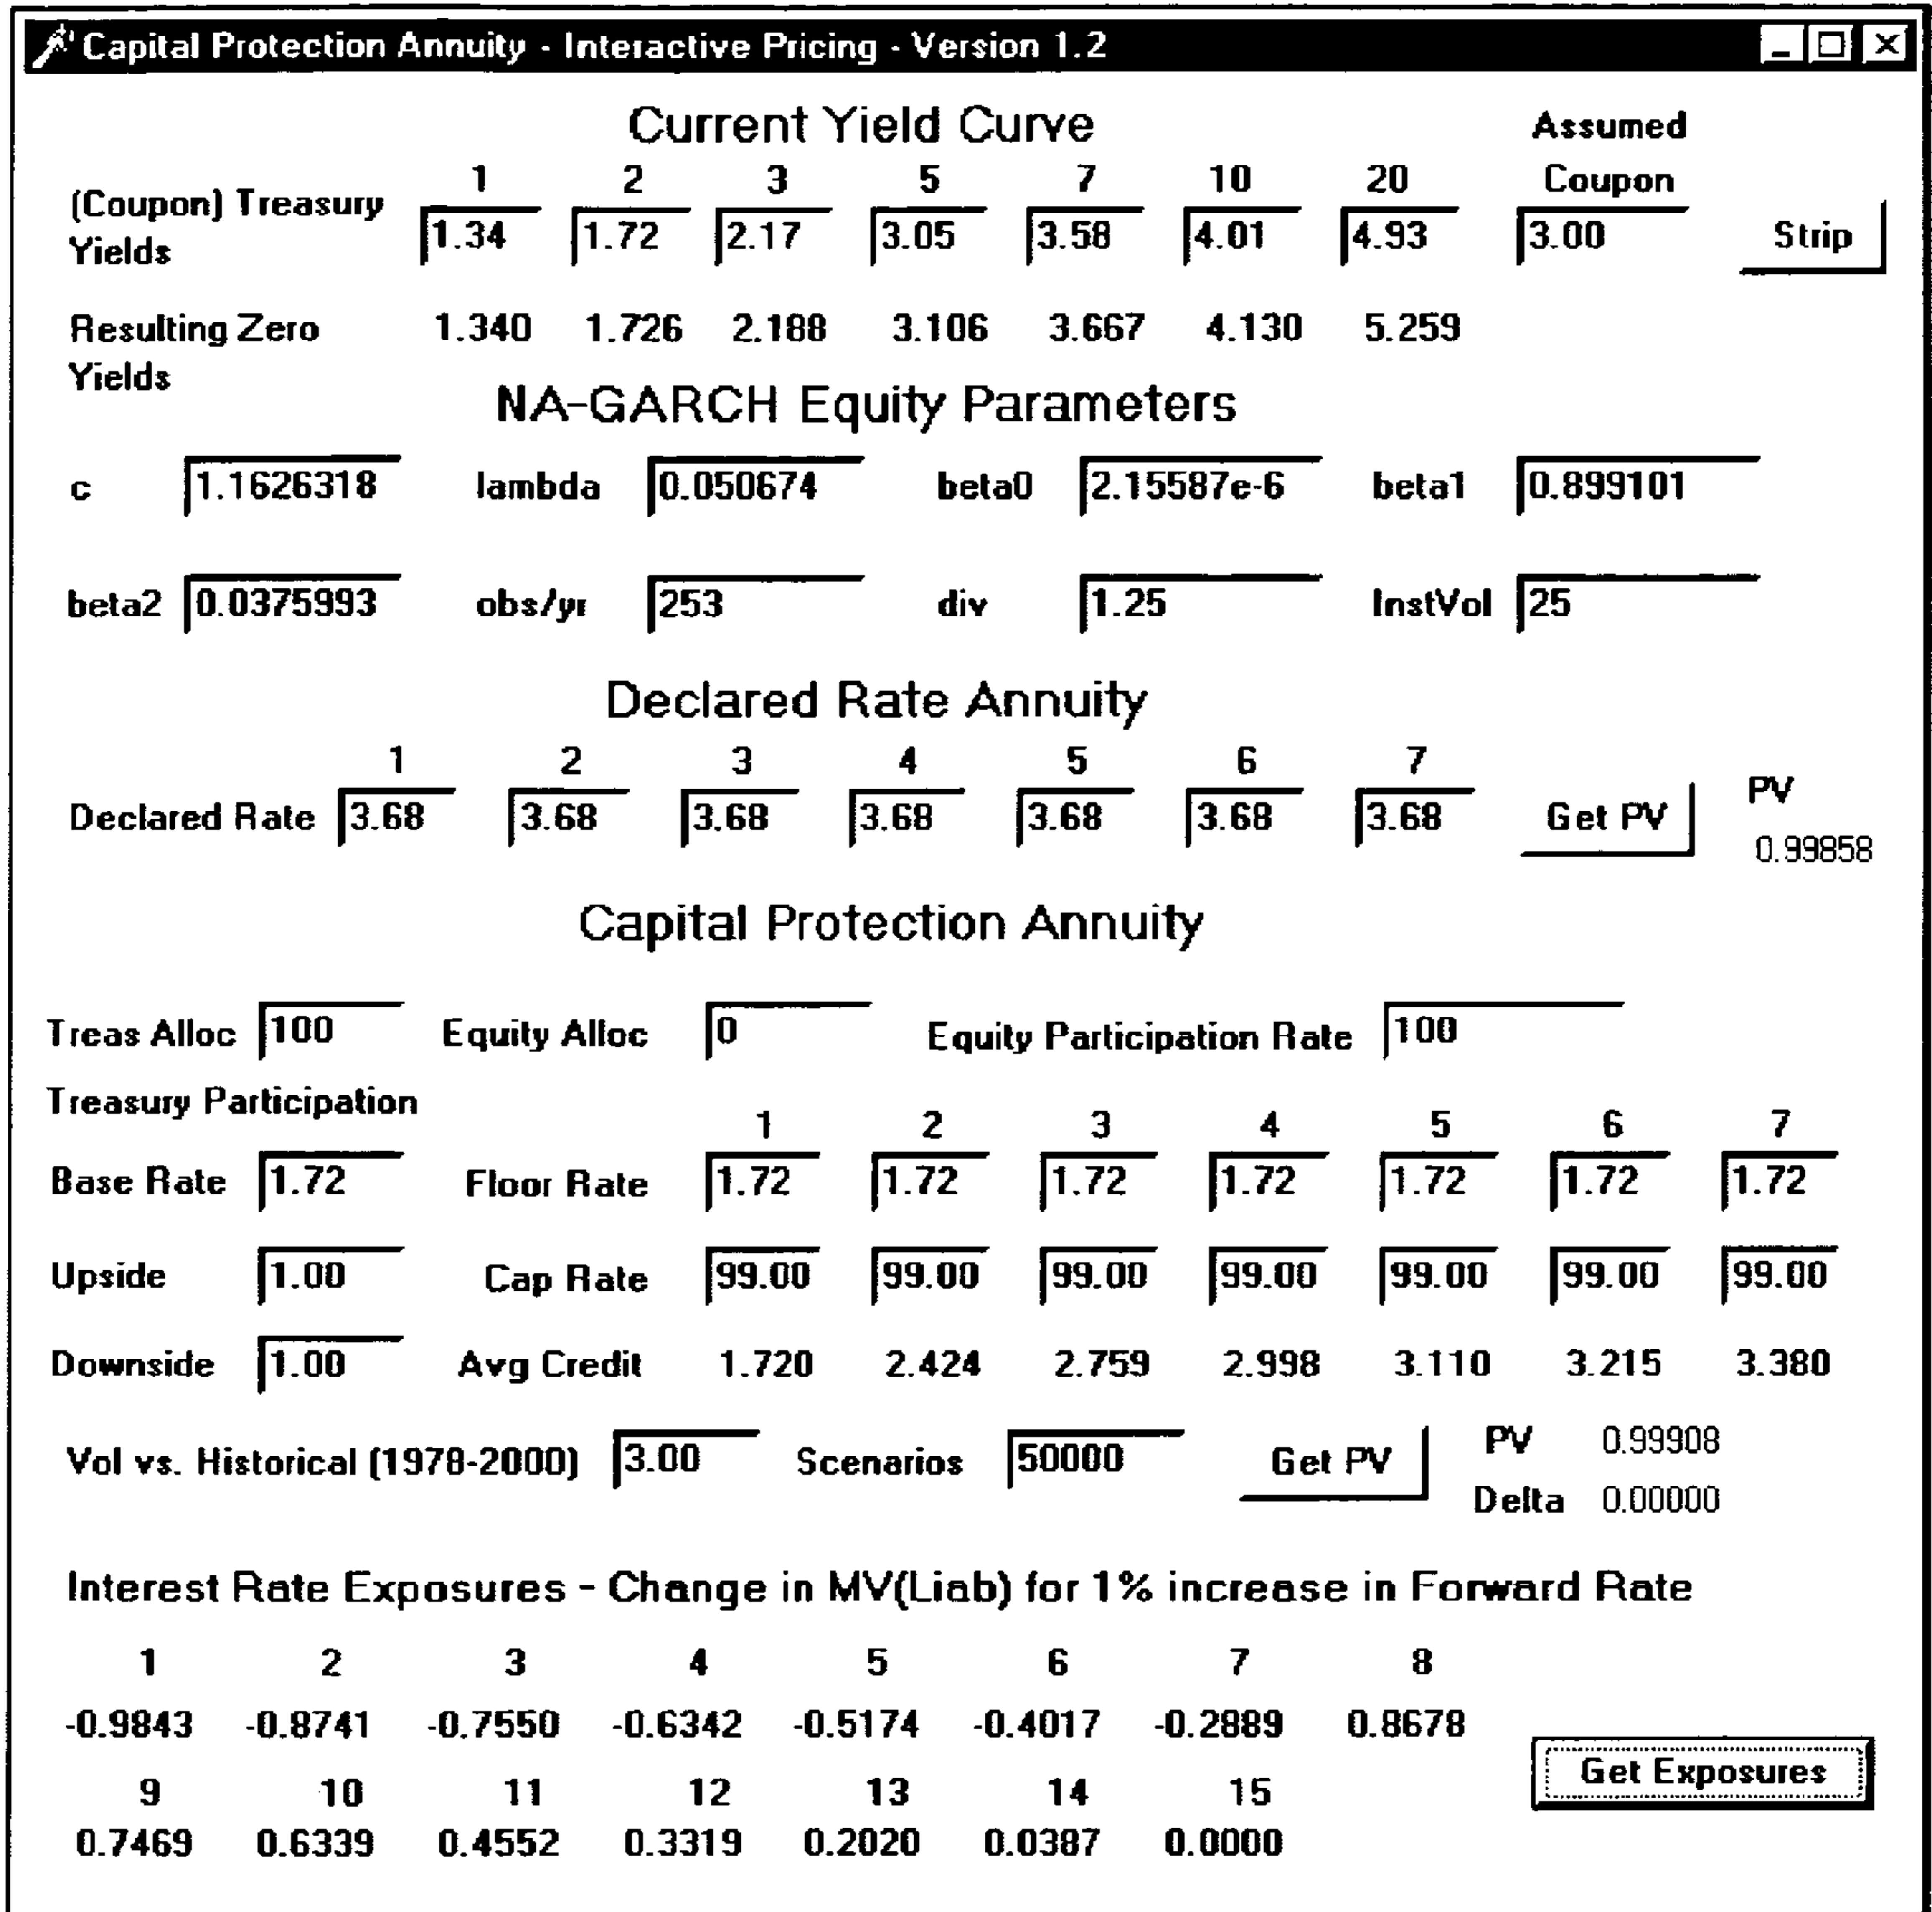 Capital Protection Annuity - Interactive Pricing - Version 1.2
Current Yield Curve
Assumed
1 2 3 5 7 10 20 Coupon
(Coupon) Treasury Yields 1.34 1.72 2.17 3.05 3.58 4.01 4.93 3.00 Strip
Resulting Zero Yields 1.340 1.726 2.188 3.106 3.667 4.130 5.259
NA-GARCH Equity Parameters
c 1.1626318 lambda 0.050674 beta0 2.15587e-6 beta1 0.899101
beta2 0.0375993 obs/yr 253 div 1.25 InstVol 25
Declared Rate Annuity
1 2 3 4 5 6 7
Declared Rate 3.68 3.68 3.68 3.68 3.68 3.68 3.68 Get PV PV
0.99858
Capital Protection Annuity
Treas Alloc 100 Equity Alloc 0 Equity Participation Rate 100
Treasury Participation
1 2 3 4 5 6 7
Base Rate 1.72 Floor Rate 1.72 1.72 1.72 1.72 1.72 1.72 1.72
Upside 1.00 Cap Rate 99.00 99.00 99.00 99.00 99.00 99.00 99.00
Downside 1.00 Avg Credit 1.720 2.424 2.759 2.998 3.110 3.215 3.380
Vol vs. Historical (1978-2000) 3.00 Scenarios 50000 Get PV PV 0.99908
Delta 0.00000
Interest Rate Exposures - Change in MV(Liab) for 1% increase in Forward Rate
1 2 3 4 5 6 7 8
-0.9843 -0.8741 -0.7550 -0.6342 -0.5174 -0.4017 -0.2889 0.8678
Get Exposures
9 10 11 12 13 14 15
0.7469 0.6339 0.4552 0.3319 0.2020 0.0387 0.0000